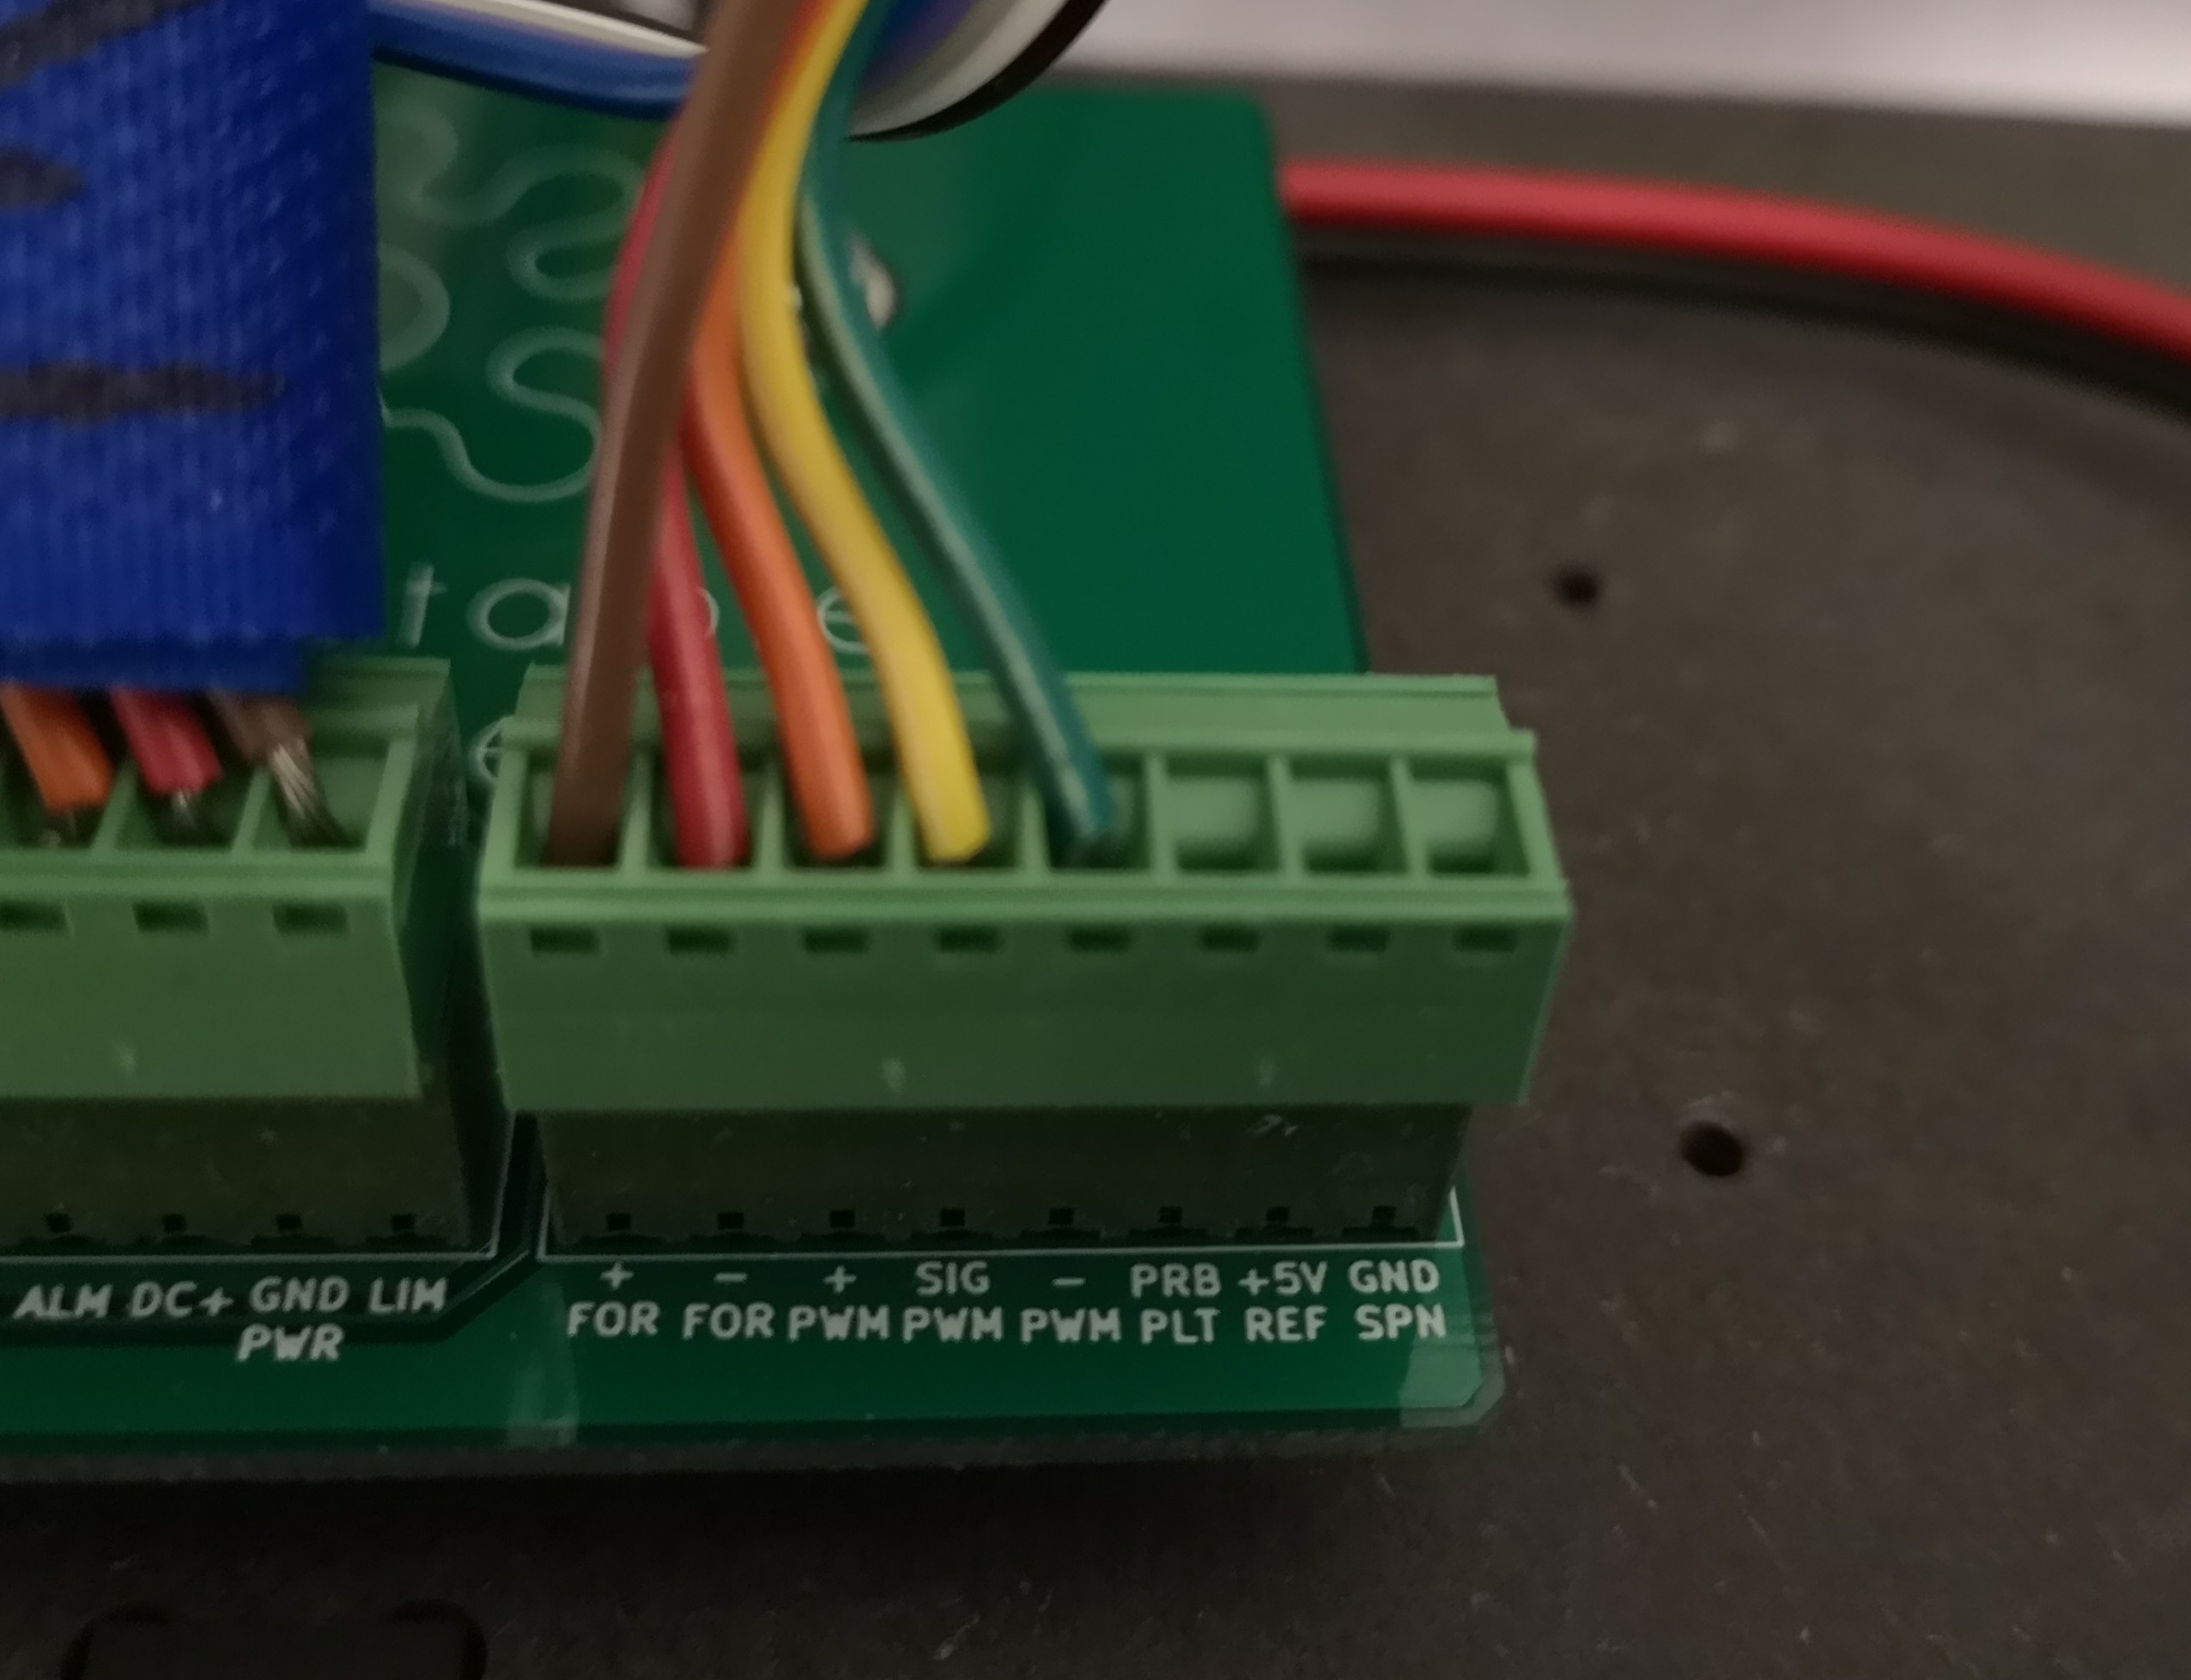 ALM DC+ GND LIM
PWR
+ - + SIG - PRB +5V GND
FOR FOR PWM PWM PWM PLT REF SPN